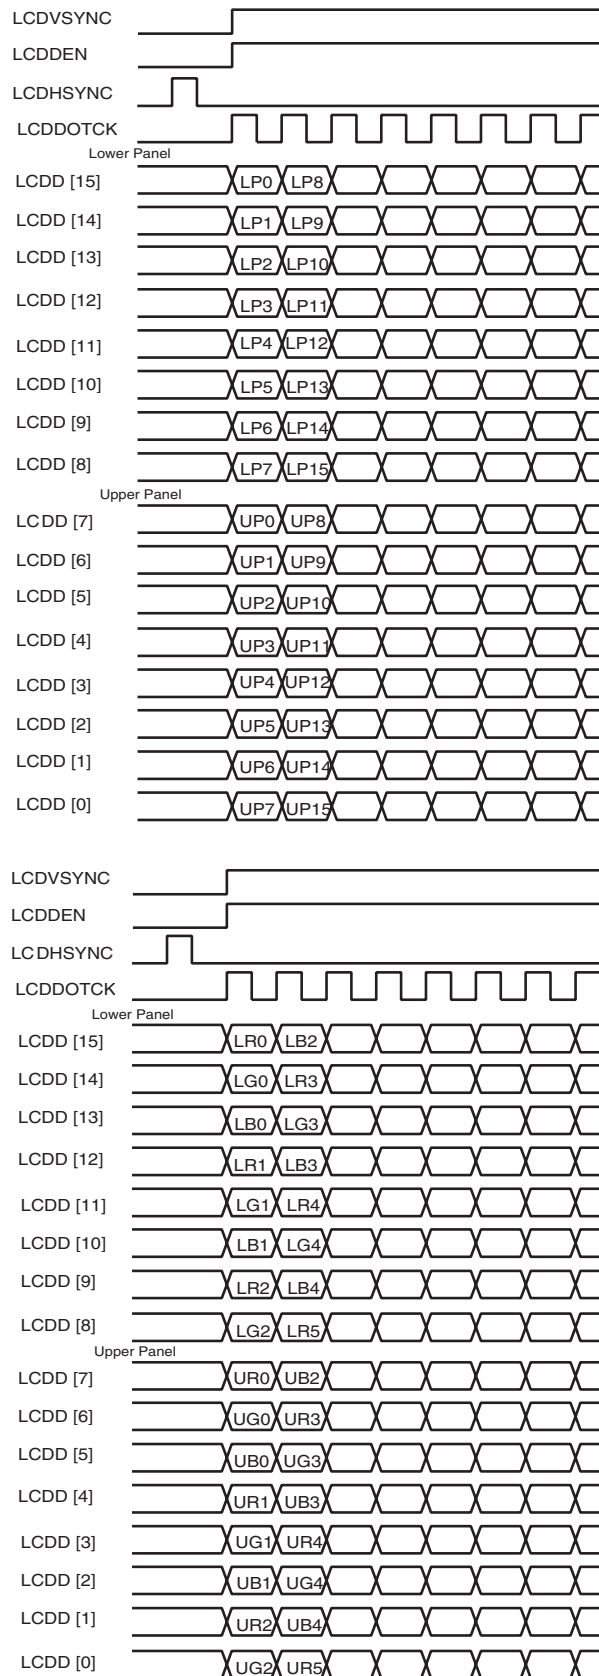 LCDVSYNC
LCDDEN
LCDHSYNC
LCDDOTCK
Lower Panel
LCDD [15] LP0 LP8
LCDD [14] LP1 LP9
LCDD [13] LP2 LP10
LCDD [12] LP3 LP11
LCDD [11] LP4 LP12
LCDD [10] LP5 LP13
LCDD [9] LP6 LP14
LCDD [8] LP7 LP15
Upper Panel
LCDD [7] UP0 UP8
LCDD [6] UP1 UP9
LCDD [5] UP2 UP10
LCDD [4] UP3 UP11
LCDD [3] UP4 UP12
LCDD [2] UP5 UP13
LCDD [1] UP6 UP14
LCDD [0] UP7 UP15
LCDVSYNC
LCDDEN
LCDHSYNC
LCDDOTCK
Lower Panel
LCDD [15] LR0 LB2
LCDD [14] LG0 LR3
LCDD [13] LB0 LG3
LCDD [12] LR1 LB3
LCDD [11] LG1 LR4
LCDD [10] LB1 LG4
LCDD [9] LR2 LB4
LCDD [8] LG2 LR5
Upper Panel
LCDD [7] UR0 UB2
LCDD [6] UG0 UR3
LCDD [5] UB0 UG3
LCDD [4] UR1 UB3
LCDD [3] UG1 UR4
LCDD [2] UB1 UG4
LCDD [1] UR2 UB4
LCDD [0] UG2 UR5